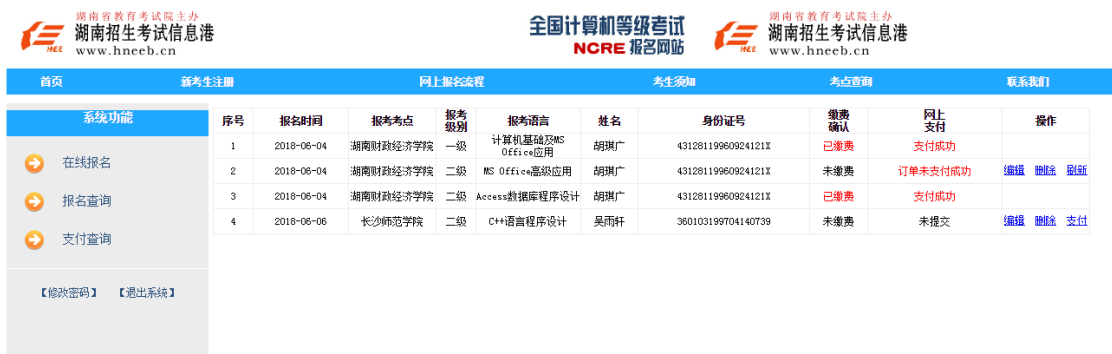 湖南省教育考试院主办
湖南招生考试信息港
www.hneeb.cn
HNEE
全国计算机等级考试
NCRE 报名网站
湖南省教育考试院主办
湖南招生考试信息港
www.hneeb.cn
HNEE
首页 新考生注册 网上报名流程 考生须知 考点查询 联系我们
系统功能
在线报名
报名查询
支付查询
【修改密码】 【退出系统】
序号 报名时间 报考考点 报考级别 报考语言 姓名 身份证号 缴费确认 网上支付 操作
1 2018-06-04 湖南财政经济学院 一级 计算机基础及MS Office应用 胡琪广 43128119960924121X 已缴费 支付成功
2 2018-06-04 湖南财政经济学院 二级 MS Office高级应用 胡琪广 43128119960924121X 未缴费 订单未支付成功 编辑 删除 刷新
3 2018-06-04 湖南财政经济学院 二级 Access数据库程序设计 胡琪广 43128119960924121X 已缴费 支付成功
4 2018-06-06 长沙师范学院 二级 C++语言程序设计 吴雨轩 360103199704140739 未缴费 未提交 编辑 删除 支付